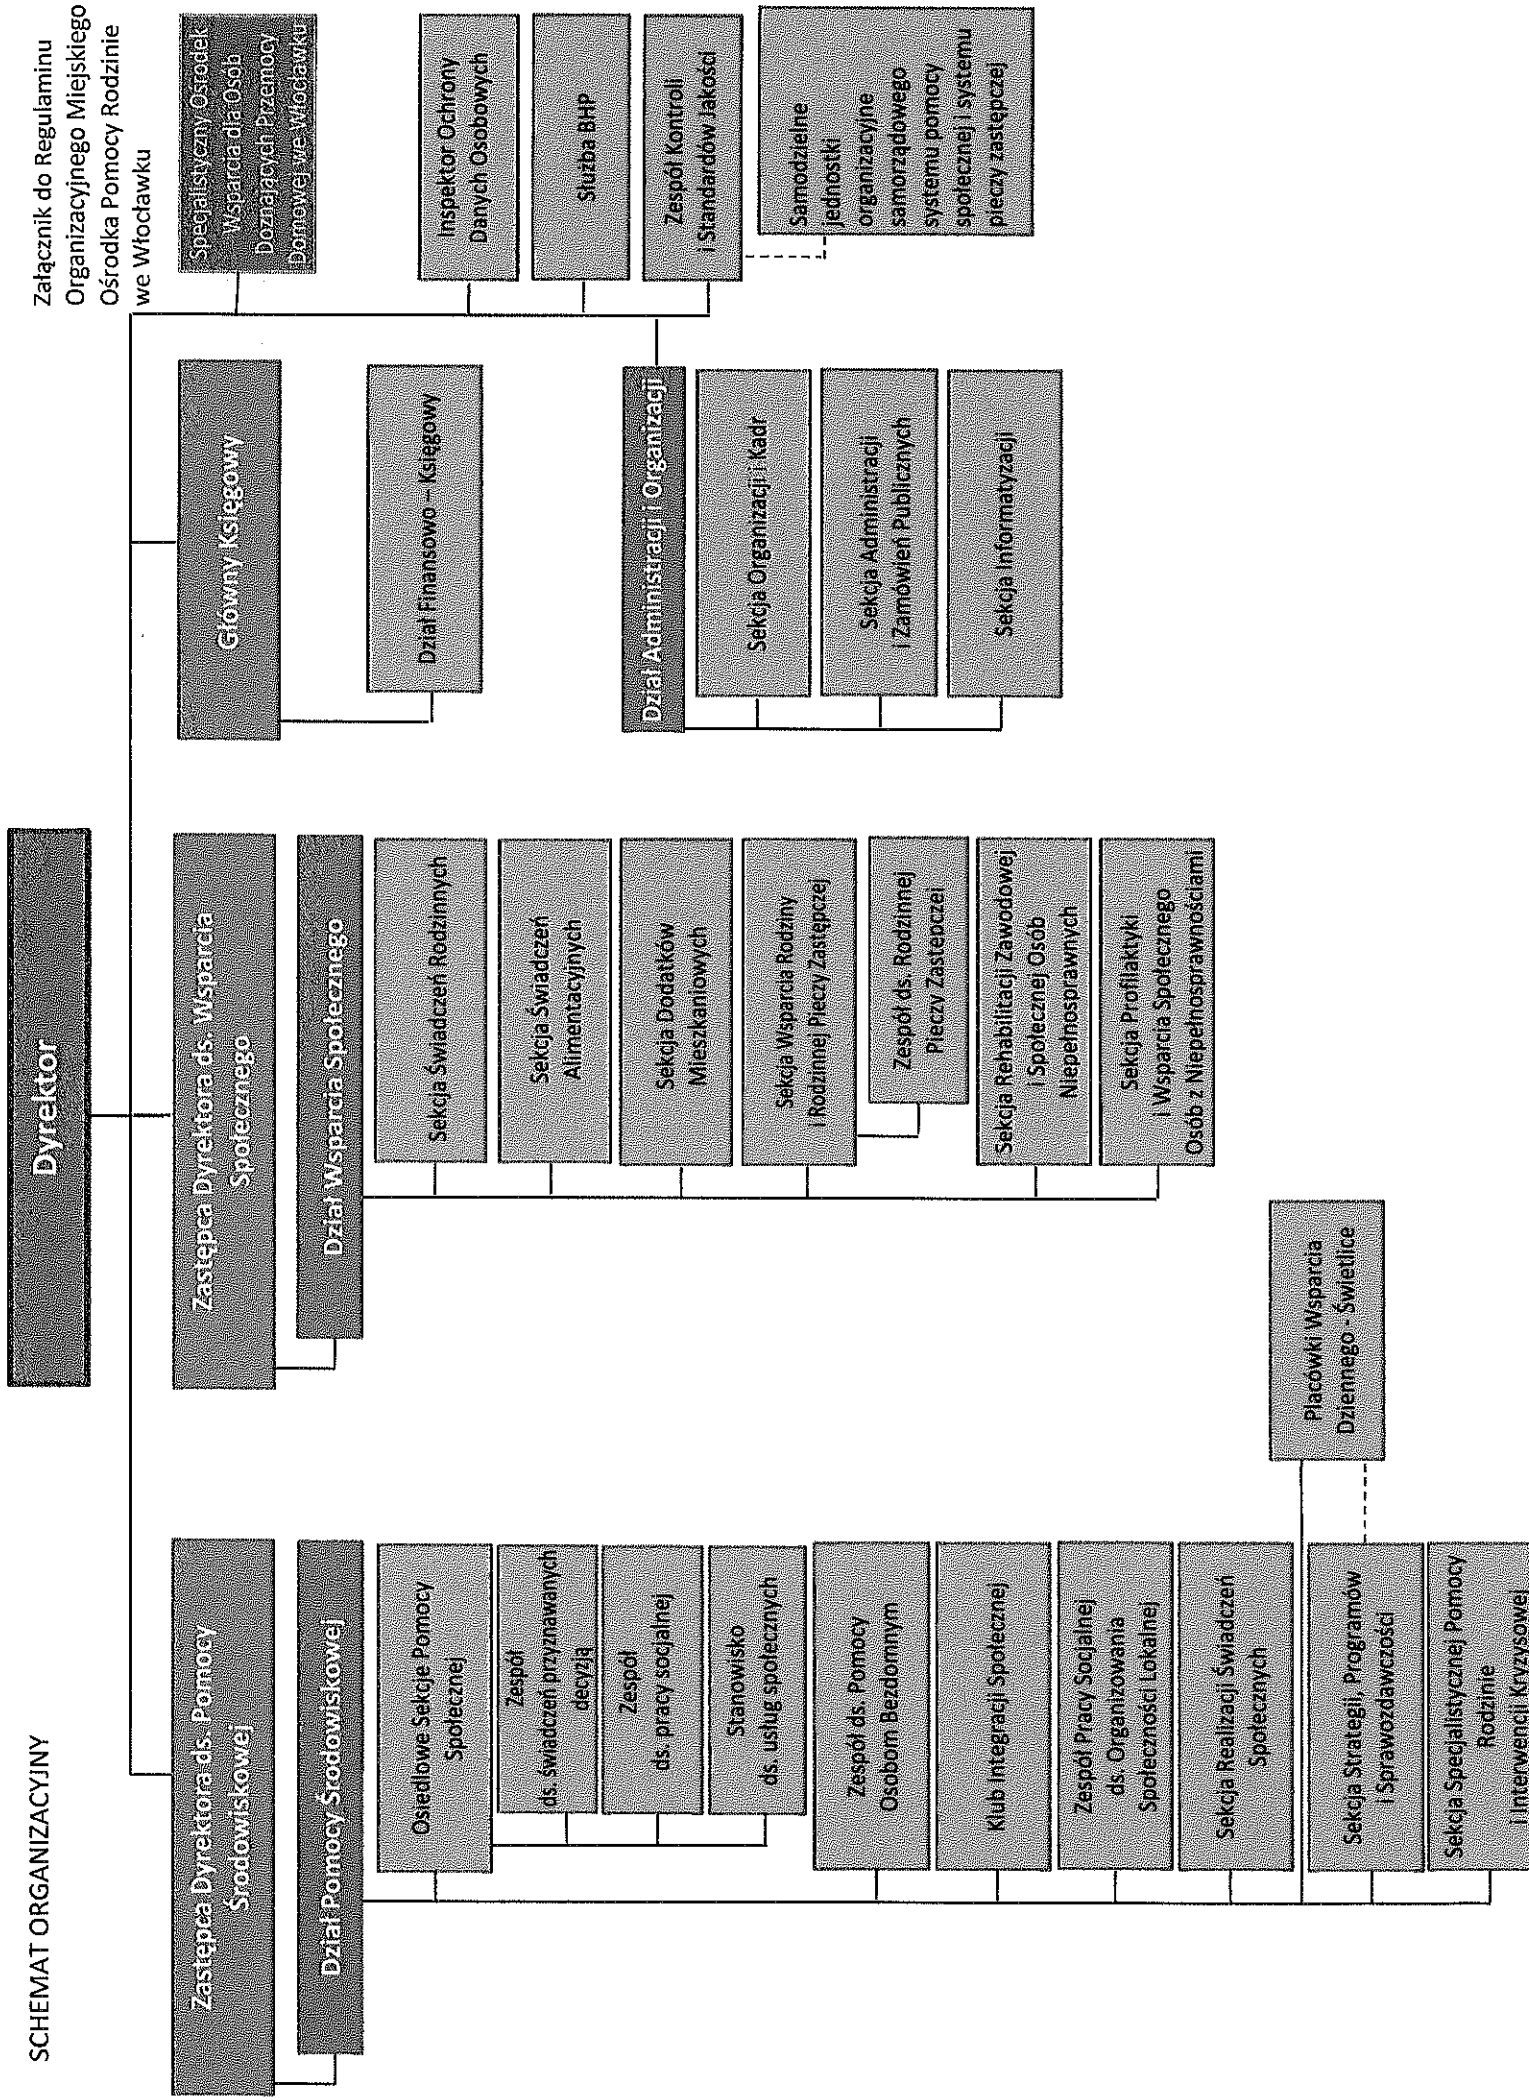 SCHEMAT ORGANIZACYJNY
Załącznik do Regulaminu
Organizacyjnego Miejskiego
Ośrodka Pomocy Rodzinie
we Włocławku
Dyrektor
Zastępca Dyrektora ds. Pomocy
Środowiskowej
Dział Pomocy Środowiskowej
Osiedlowe Sekcje Pomocy
Społecznej
Zespół
ds. świadczeń przyznawanych
decyzją
Zespół
ds. pracy socjalnej
Stanowisko
ds. usług społecznych
Zespół ds. Pomocy
Osobom Bezdomnym
Klub Integracji Społecznej
Zespół Pracy Socjalnej
ds. Organizowania
Społeczności Lokalnej
Sekcja Realizacji Świadczeń
Społecznych
Placówki Wsparcia
Dziennego - Świetlice
Sekcja Strategii, Programów
i Sprawozdawczości
Sekcja Specjalistycznej Pomocy
Rodzinie
i Interwencji Kryzysowej
Zastępca Dyrektora ds. Wsparcia
Społecznego
Dział Wsparcia Społecznego
Sekcja Świadczeń Rodzinnych
Sekcja Świadczeń
Alimentacyjnych
Sekcja Dodatków
Mieszkaniowych
Sekcja Wsparcia Rodziny
i Rodzinnej Pieczy Zastępczej
Zespół ds. Rodzinnej
Pieczy Zastepczei
Sekcja Rehabilitacji Zawodowej
i Społecznej Osób
Niepełnosprawnych
Sekcja Profilaktyki
i Wsparcia Społecznego
Osób z Niepełnosprawnościami
Główny Księgowy
Dział Finansowo – Księgowy
Dział Administracji i Organizacji
Sekcja Organizacji i Kadr
Sekcja Administracji
i Zamówień Publicznych
Sekcja Informatyzacji
Specjalistyczny Ośrodek
Wsparcia dla Osób
Doznających Przemocy
Domowej we Włocławku
Inspektor Ochrony
Danych Osobowych
Służba BHP
Zespół Kontroli
i Standardów Jakości
Samodzielne
jednostki
organizacyjne
samorządowego
systemu pomocy
społecznej i systemu
pieczy zastępczej